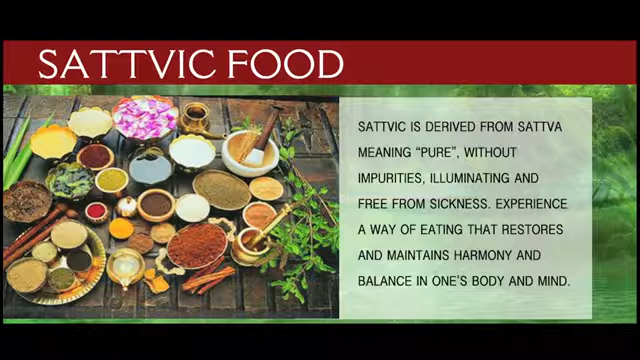 SATTVIC FOOD
SATTVIC IS DERIVED FROM SATTVA
MEANING “PURE”, WITHOUT
IMPURITIES, ILLUMINATING AND
FREE FROM SICKNESS. EXPERIENCE
A WAY OF EATING THAT RESTORES
AND MAINTAINS HARMONY AND
BALANCE IN ONE’S BODY AND MIND.